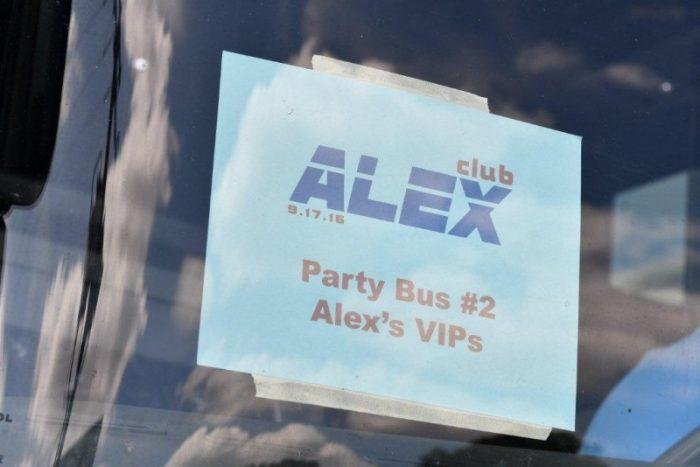 club
ALEX
9.17.16
Party Bus #2
Alex's VIPs